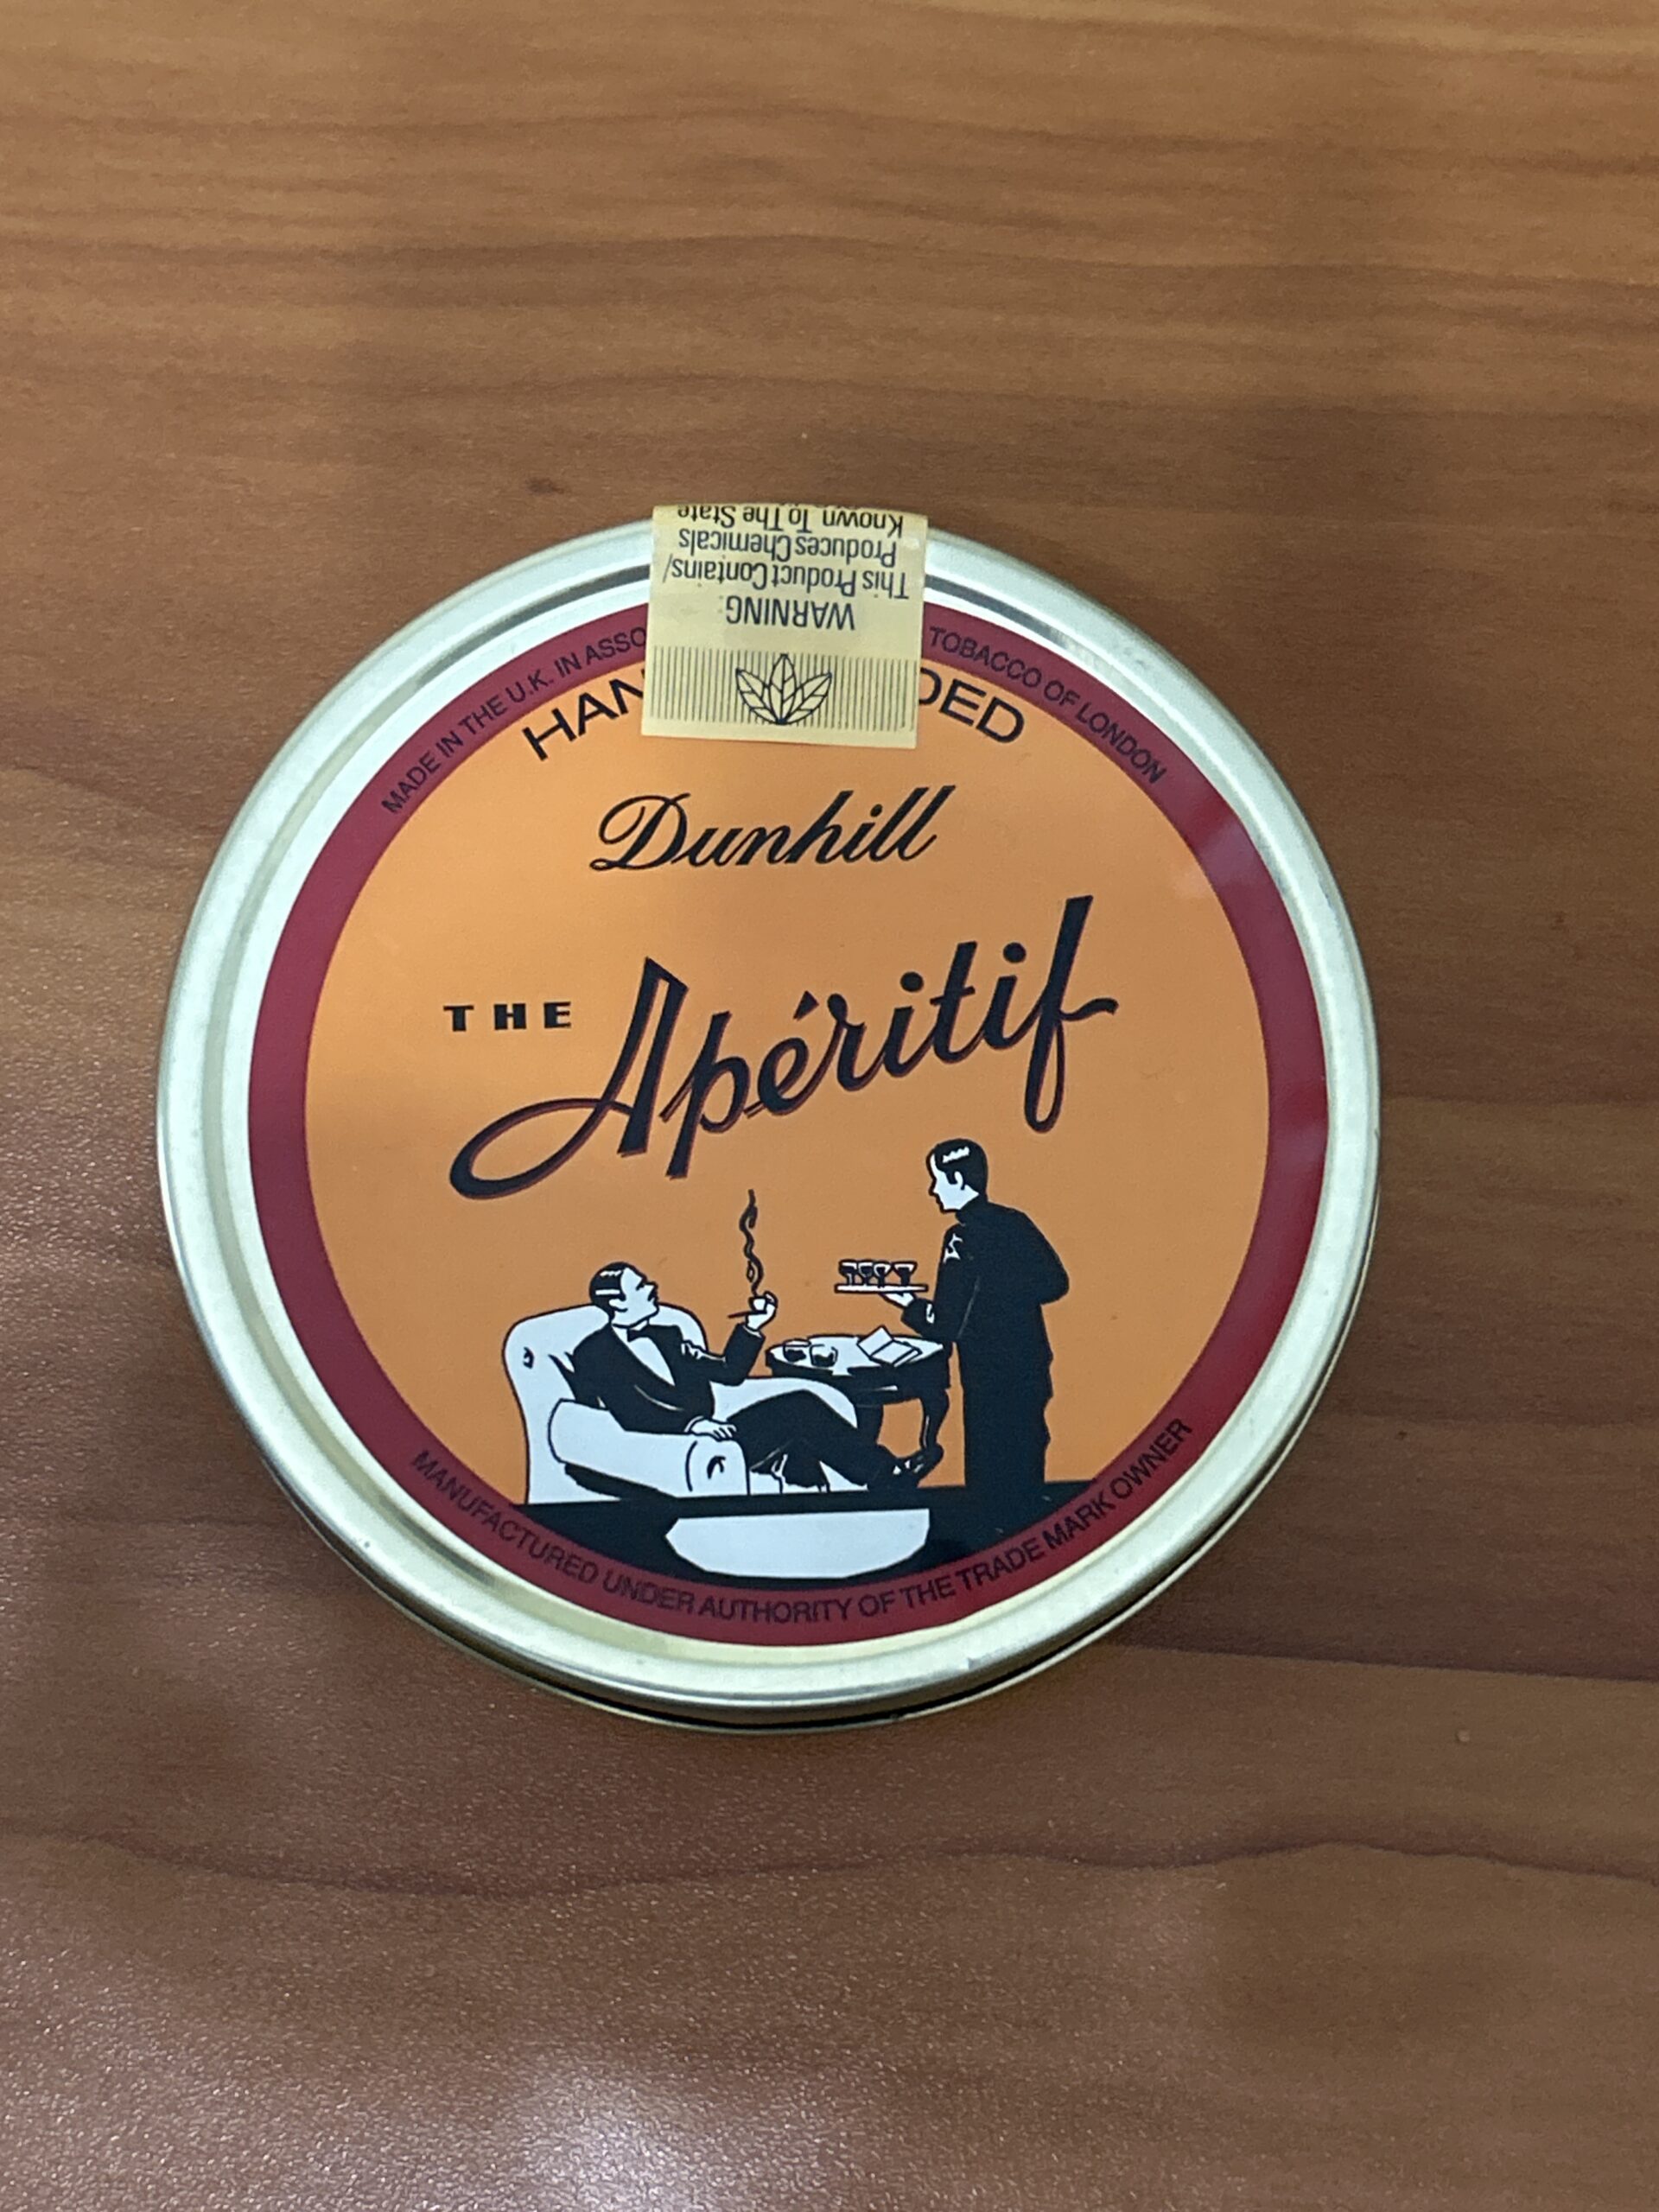 WARNING:
This Product Contains/
Produces Chemicals
Known To The State
MADE IN THE U.K. IN ASSO
TOBACCO OF LONDON
HAN
DED
Dunhill
THE Apéritif
MANUFACTURED UNDER AUTHORITY OF THE TRADE MARK OWNER